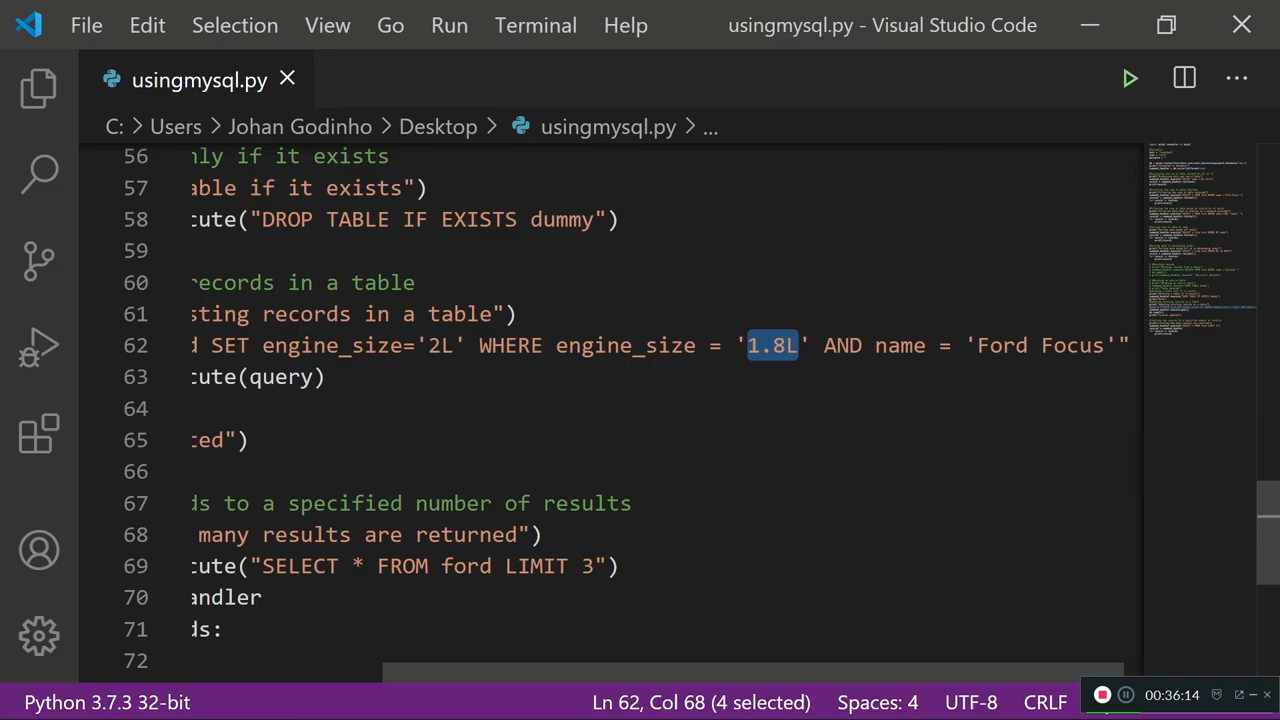 File Edit Selection View Go Run Terminal Help usingmysql.py - Visual Studio Code
usingmysql.py
C: > Users > Johan Godinho > Desktop > usingmysql.py > ...
56 nly if it exists
57 able if it exists")
58 cute("DROP TABLE IF EXISTS dummy")
59
60 records in a table
61 sting records in a table")
62 d SET engine_size='2L' WHERE engine_size = '1.8L' AND name = 'Ford Focus'"
63 cute(query)
64
65 ced")
66
67 ds to a specified number of results
68 many results are returned")
69 cute("SELECT * FROM ford LIMIT 3")
70 andler
71 ds:
72
Python 3.7.3 32-bit Ln 62, Col 68 (4 selected) Spaces: 4 UTF-8 CRLF 00:36:14